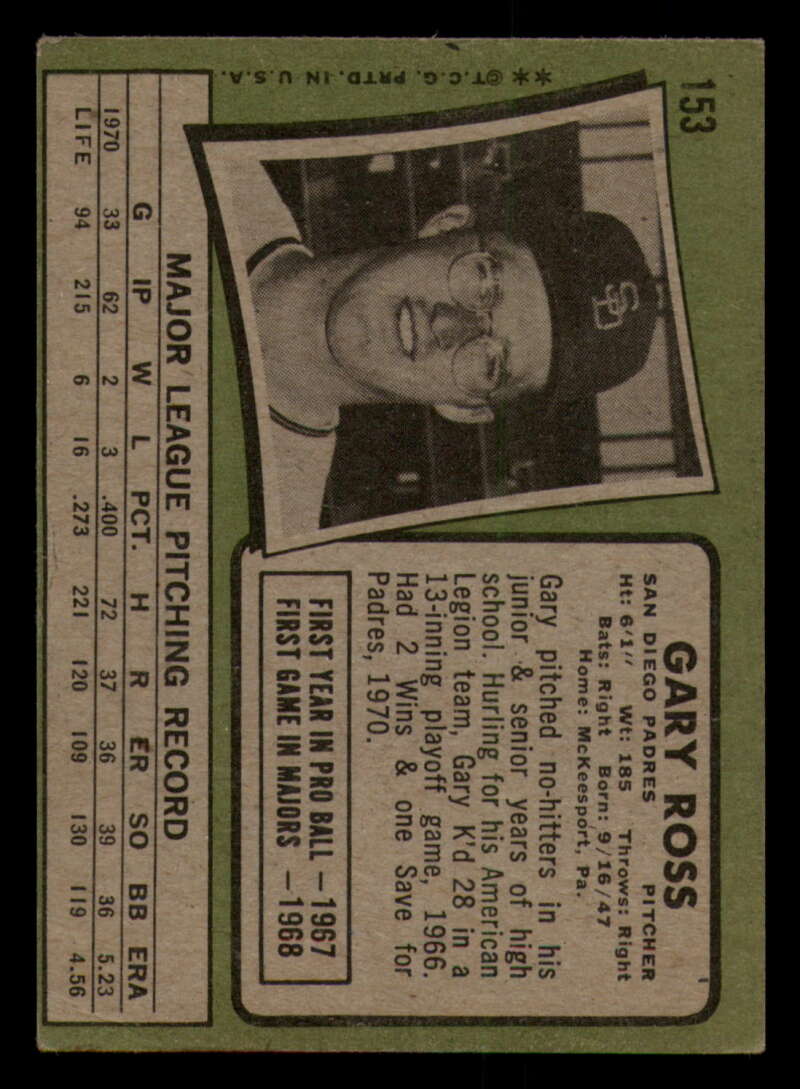 153
SD
GARY ROSS
SAN DIEGO PADRES PITCHER
Ht: 6'1" Wt: 185 Throws: Right
Bats: Right Born: 9/16/47
Home: McKeesport, Pa.
Gary pitched no-hitters in his
junior & senior years of high
school. Hurling for his American
Legion team, Gary K'd 28 in a
13-inning playoff game, 1966.
Had 2 Wins & one Save for
Padres, 1970.
FIRST YEAR IN PRO BALL — 1967
FIRST GAME IN MAJORS — 1968
MAJOR LEAGUE PITCHING RECORD
G IP W L PCT. H R ER SO BB ERA
1970 33 62 2 3 .400 72 37 36 39 36 5.23
LIFE 94 215 6 16 .273 221 120 109 130 119 4.56
** ©T.C.G. PRTD. IN U.S.A.